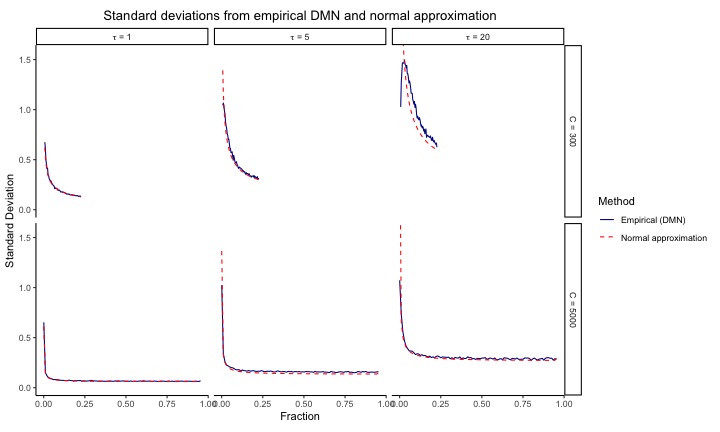 Standard deviations from empirical DMN and normal approximation
τ = 1
τ = 5
τ = 20
1.5
1.0
0.5
0.0
C = 300
1.5
1.0
0.5
0.0
C = 5000
Standard Deviation
0.00 0.25 0.50 0.75 1.00
0.00 0.25 0.50 0.75 1.00
0.00 0.25 0.50 0.75 1.00
Fraction
Method
Empirical (DMN)
Normal approximation